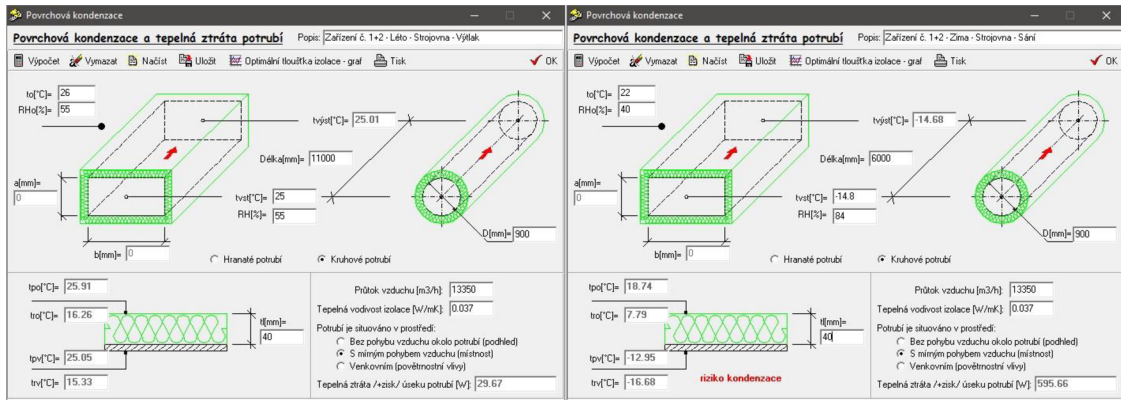 Povrchová kondenzace
Povrchová kondenzace a tepelná ztráta potrubí Popis: Zařízení č. 1+2 - Léto - Strojovna - Výtlak
Výpočet Vymazat Načíst Uložit Optimální tloušťka izolace - graf Tisk OK
to[°C]= 26
RHo[%]= 55
tvýst[°C]= 25.01
Délka[mm]= 11000
a[mm]=
0
tvst[°C]= 25
RH[%]= 55
D[mm]= 900
b[mm]= 0
Hranaté potrubí Kruhové potrubí
tpo[°C]= 25.91
tro[°C]= 16.26
tl[mm]=
40
tpv[°C]= 25.05
trv[°C]= 15.33
Průtok vzduchu [m3/h]: 13350
Tepelná vodivost izolace [W/mK]: 0.037
Potrubí je situováno v prostředí:
Bez pohybu vzduchu okolo potrubí (podhled)
S mírným pohybem vzduchu (místnost)
Venkovním (povětrnostní vlivy)
Tepelná ztráta /+zisk/ úseku potrubí [W]: 29.67
Povrchová kondenzace
Povrchová kondenzace a tepelná ztráta potrubí Popis: Zařízení č. 1+2 - Zima - Strojovna - Sání
Výpočet Vymazat Načíst Uložit Optimální tloušťka izolace - graf Tisk OK
to[°C]= 22
RHo[%]= 40
tvýst[°C]= -14.68
Délka[mm]= 6000
a[mm]=
0
tvst[°C]= -14.8
RH[%]= 84
D[mm]= 900
b[mm]= 0
Hranaté potrubí Kruhové potrubí
tpo[°C]= 18.74
tro[°C]= 7.79
tl[mm]=
40
tpv[°C]= -12.95
trv[°C]= -16.68
riziko kondenzace
Průtok vzduchu [m3/h]: 13350
Tepelná vodivost izolace [W/mK]: 0.037
Potrubí je situováno v prostředí:
Bez pohybu vzduchu okolo potrubí (podhled)
S mírným pohybem vzduchu (místnost)
Venkovním (povětrnostní vlivy)
Tepelná ztráta /+zisk/ úseku potrubí [W]: 595.66